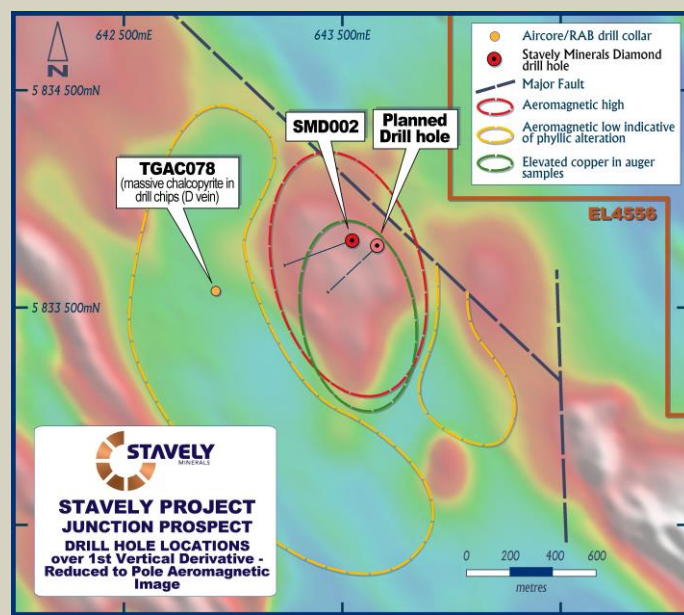 642 500mE
643 500mE
N
5 834 500mN
5 833 500mN
Aircore/RAB drill collar
Stavely Minerals Diamond
drill hole
Major Fault
Aeromagnetic high
Aeromagnetic low indicative
of phyllic alteration
Elevated copper in auger
samples
EL4556
SMD002
Planned
Drill hole
TGAC078
(massive chalcopyrite in
drill chips (D vein)
STAVELY
MINERALS
STAVELY PROJECT
JUNCTION PROSPECT
DRILL HOLE LOCATIONS
over 1st Vertical Derivative -
Reduced to Pole Aeromagnetic
Image
0 200 400 600
metres